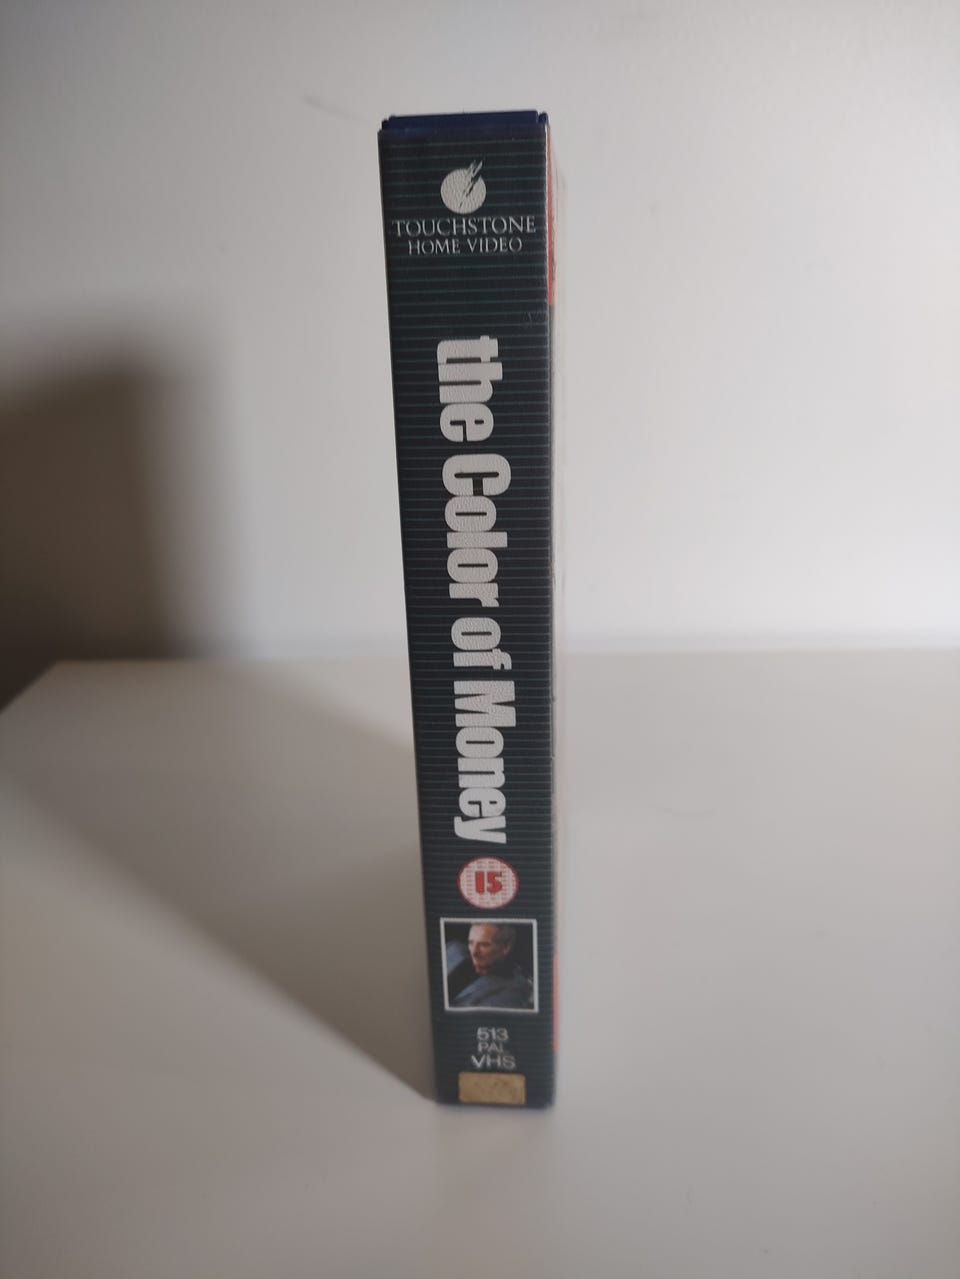 TOUCHSTONE
HOME VIDEO
the Color of Money
15
513
PAL
VHS